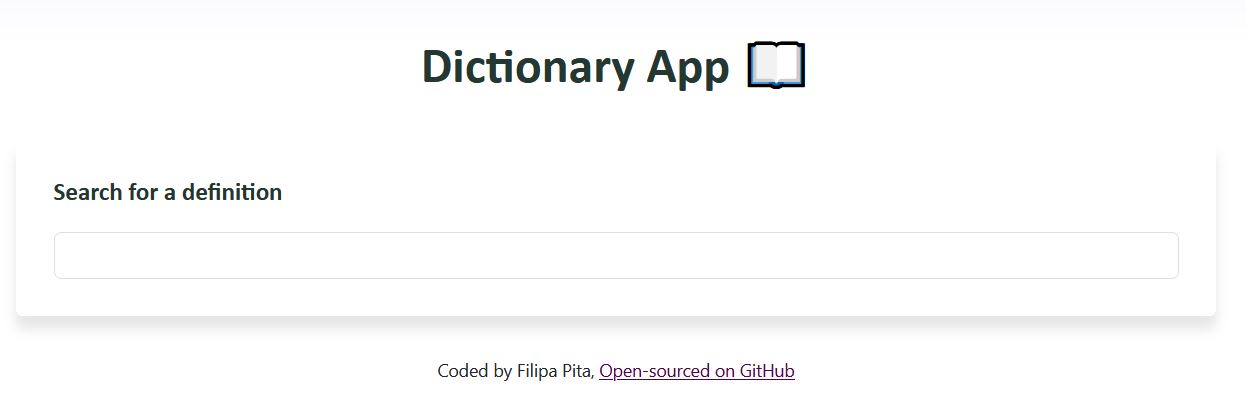 Dictionary App 📖
Search for a definition
Coded by Filipa Pita, Open-sourced on GitHub